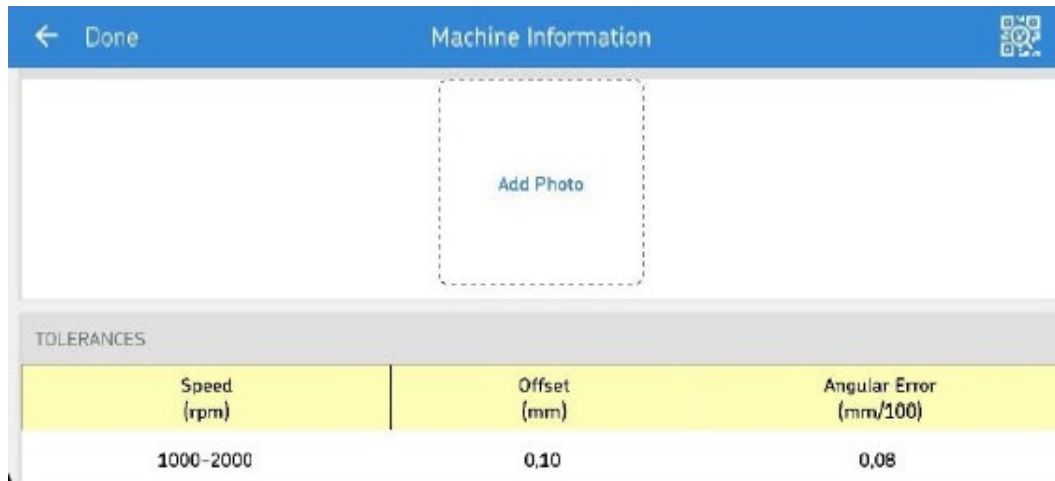 Done Machine Information
Add Photo
TOLERANCES
Speed Offset Angular Error
(rpm) (mm) (mm/100)
1000-2000 0,10 0,08